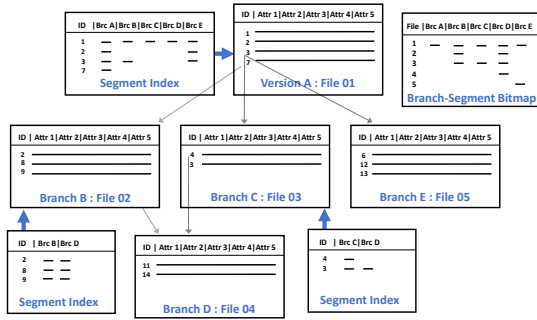 ID |Brc A|Brc B|Brc C|Brc D|Brc E
1
2
3
7
Segment Index
ID | Attr 1|Attr 2|Attr 3|Attr 4|Attr 5
1
2
3
7
Version A : File 01
File |Brc A|Brc B|Brc C|Brc D|Brc E
1
2
3
4
5
Branch-Segment Bitmap
ID | Attr 1|Attr 2|Attr 3|Attr 4|Attr 5
2
8
9
Branch B : File 02
ID | Attr 1|Attr 2|Attr 3|Attr 4|Attr 5
4
3
Branch C : File 03
ID | Attr 1|Attr 2|Attr 3|Attr 4|Attr 5
6
12
13
Branch E : File 05
ID |Brc B|Brc D
2
8
9
Segment Index
ID | Attr 1|Attr 2|Attr 3|Attr 4|Attr 5
11
14
Branch D : File 04
ID |Brc C|Brc D
4
3
Segment Index